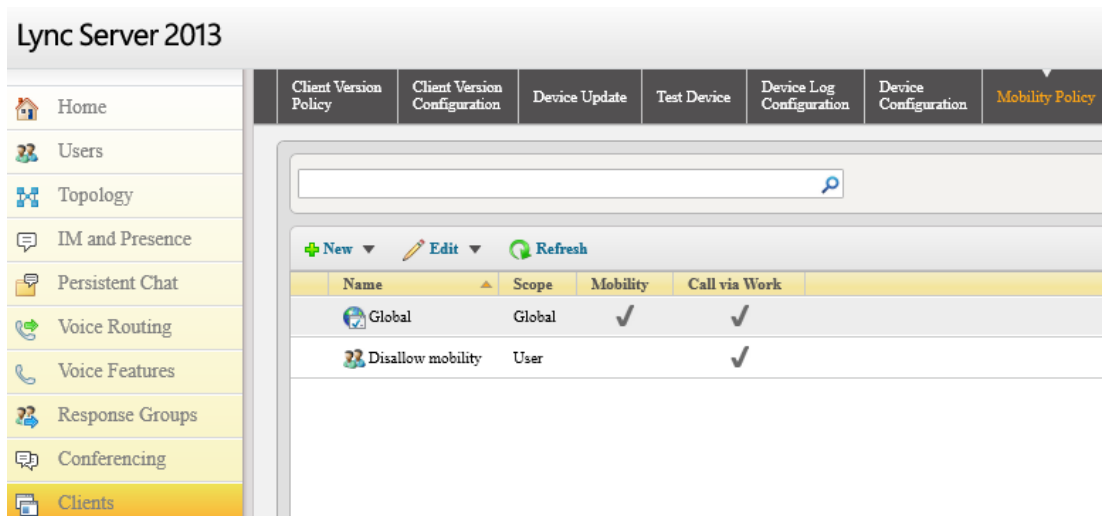 Lync Server 2013
Home
Users
Topology
IM and Presence
Persistent Chat
Voice Routing
Voice Features
Response Groups
Conferencing
Clients
Client Version
Policy
Client Version
Configuration
Device Update
Test Device
Device Log
Configuration
Device
Configuration
Mobility Policy
New Edit Refresh
Name Scope Mobility Call via Work
Global Global
Disallow mobility User